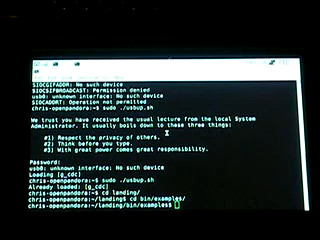 SIOCGIFADDR: No such device
SIOCSIFBROADCAST: Permission denied
usb0: unknown interface: No such device
SIOCADDRT: Operation not permitted
chris-openpandora:~$ sudo ./usbup.sh
We trust you have received the usual lecture from the local System
Administrator. It usually boils down to these three things:
#1) Respect the privacy of others.
#2) Think before you type.
#3) With great power comes great responsibility.
Password:
usb0: unknown interface: No such device
Loading [g_cdc]
chris-openpandora:~$ sudo ./usbup.sh
Already loaded: [g_cdc]
chris-openpandora:~$ cd landing/
chris-openpandora:~/landing$ cd bin/examples/
chris-openpandora:~/landing/bin/examples$